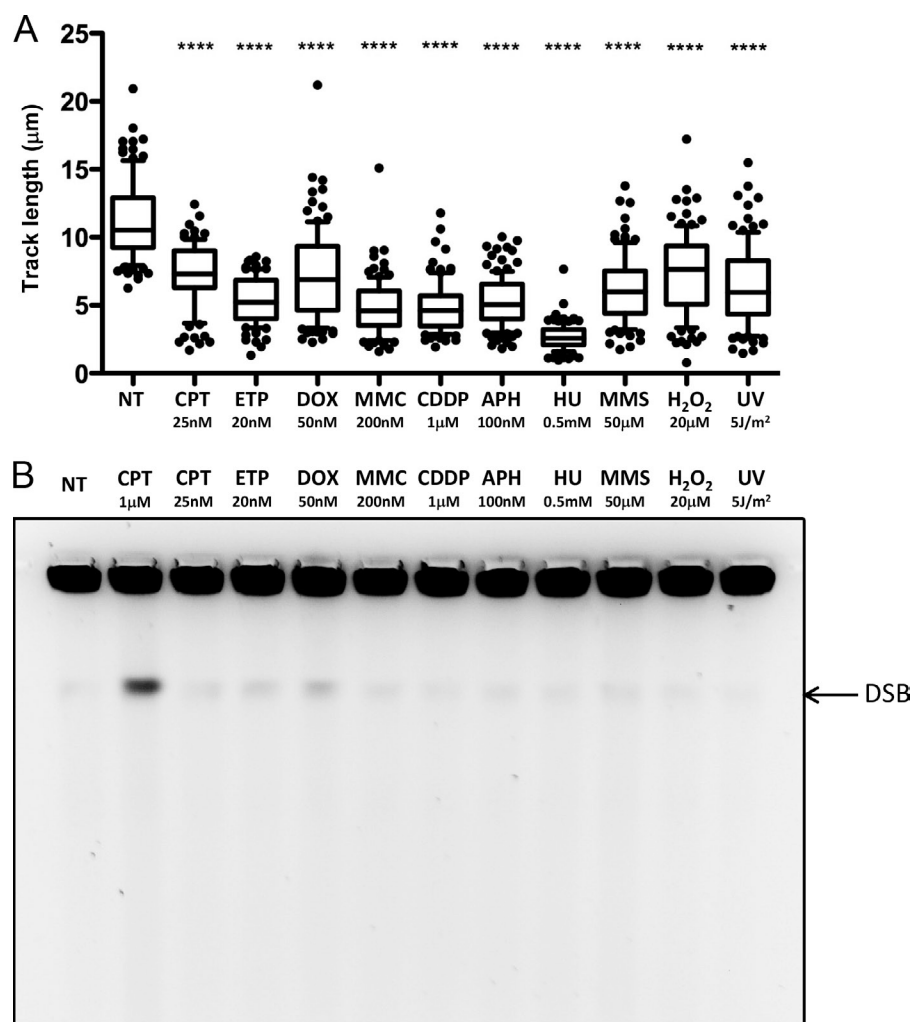 A
25
**** **** **** **** **** **** **** **** **** ****
20
15
10
5
0
Track length (μm)
NT CPT ETP DOX MMC CDDP APH HU MMS H₂O₂ UV
25nM 20nM 50nM 200nM 1μM 100nM 0.5mM 50μM 20μM 5J/m²
B
NT CPT CPT ETP DOX MMC CDDP APH HU MMS H₂O₂ UV
1μM 25nM 20nM 50nM 200nM 1μM 100nM 0.5mM 50μM 20μM 5J/m²
DSB